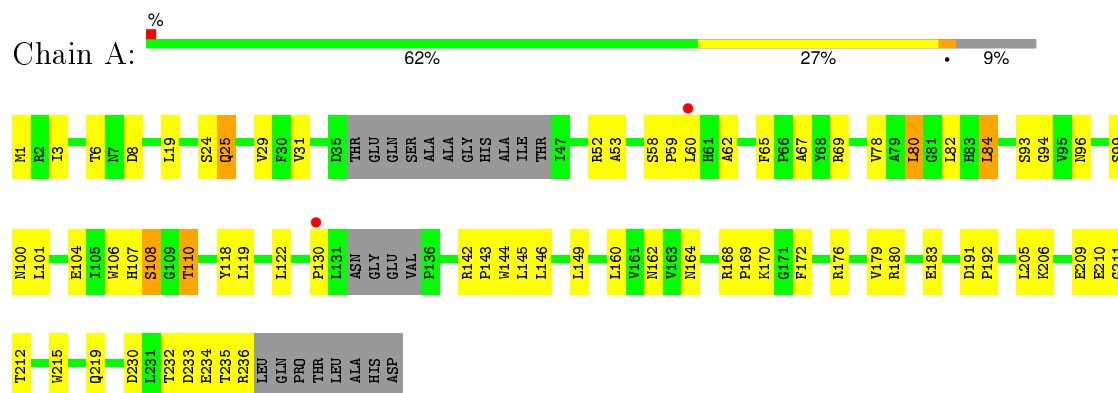 %
Chain A:
62% 27% • 9%
M1 R2 I3 T6 N7 D8 L19 S24 Q25 V29 F30 V31 D35 THR GLU GLN SER ALA ALA GLY HIS ALA ILE THR I47 R52 A53 S58 P59 L60 H61 A62 F65 P66 A67 Y68 R69 V78 A79 L80 G81 L82 H83 L84 S93 G94 V95 N96 S99
N100 L101 E104 I105 W106 H107 S108 G109 T110 Y118 L119 L122 P130 L131 ASN GLY GLU VAL P136 R142 P143 W144 L145 L146 L149 L160 V161 N162 V163 N164 R168 P169 K170 G171 F172 R176 V179 R180 E183 D191 P192 L205 K206 E209 E210 G211
T212 W215 Q219 D230 L231 T232 D233 E234 T235 R236 LEU GLN PRO THR LEU ALA HIS ASP